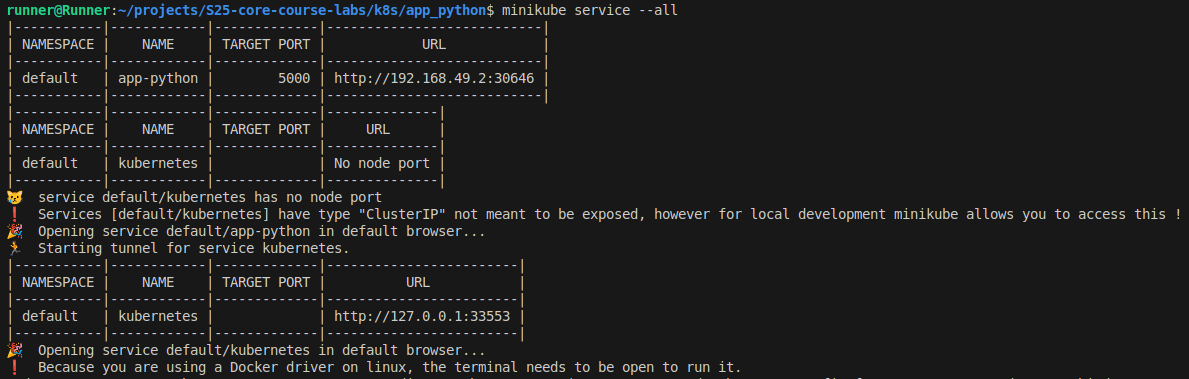 runner@Runner:~/projects/S25-core-course-labs/k8s/app_python$ minikube service --all
|-----------|------------|-------------|---------------------------|
| NAMESPACE |    NAME    | TARGET PORT |            URL            |
|-----------|------------|-------------|---------------------------|
| default   | app-python |        5000 | http://192.168.49.2:30646 |
|-----------|------------|-------------|---------------------------|
|-----------|------------|-------------|--------------|
| NAMESPACE |    NAME    | TARGET PORT |     URL      |
|-----------|------------|-------------|--------------|
| default   | kubernetes |             | No node port |
|-----------|------------|-------------|--------------|
😿  service default/kubernetes has no node port
❗  Services [default/kubernetes] have type "ClusterIP" not meant to be exposed, however for local development minikube allows you to access this !
🎉  Opening service default/app-python in default browser...
🏃  Starting tunnel for service kubernetes.
|-----------|------------|-------------|------------------------|
| NAMESPACE |    NAME    | TARGET PORT |          URL           |
|-----------|------------|-------------|------------------------|
| default   | kubernetes |             | http://127.0.0.1:33553 |
|-----------|------------|-------------|------------------------|
🎉  Opening service default/kubernetes in default browser...
❗  Because you are using a Docker driver on linux, the terminal needs to be open to run it.